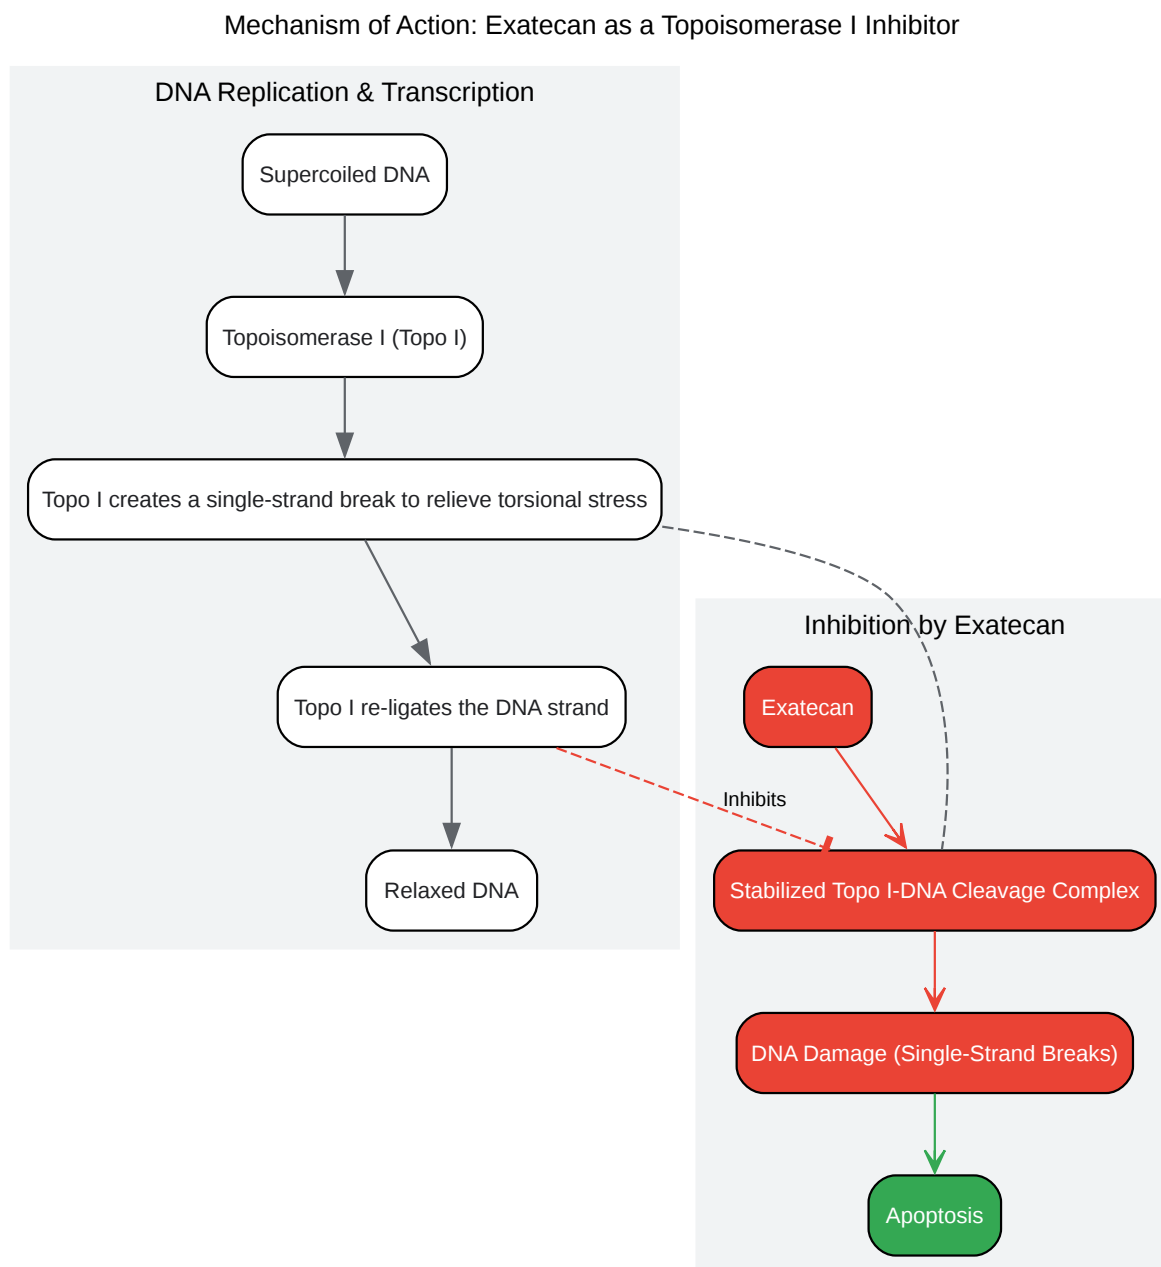 Mechanism of Action: Exatecan as a Topoisomerase I Inhibitor
DNA Replication & Transcription
Supercoiled DNA
Topoisomerase I (Topo I)
Topo I creates a single-strand break to relieve torsional stress
Topo I re-ligates the DNA strand
Relaxed DNA
Inhibition by Exatecan
Exatecan
Inhibits
Stabilized Topo I-DNA Cleavage Complex
DNA Damage (Single-Strand Breaks)
Apoptosis